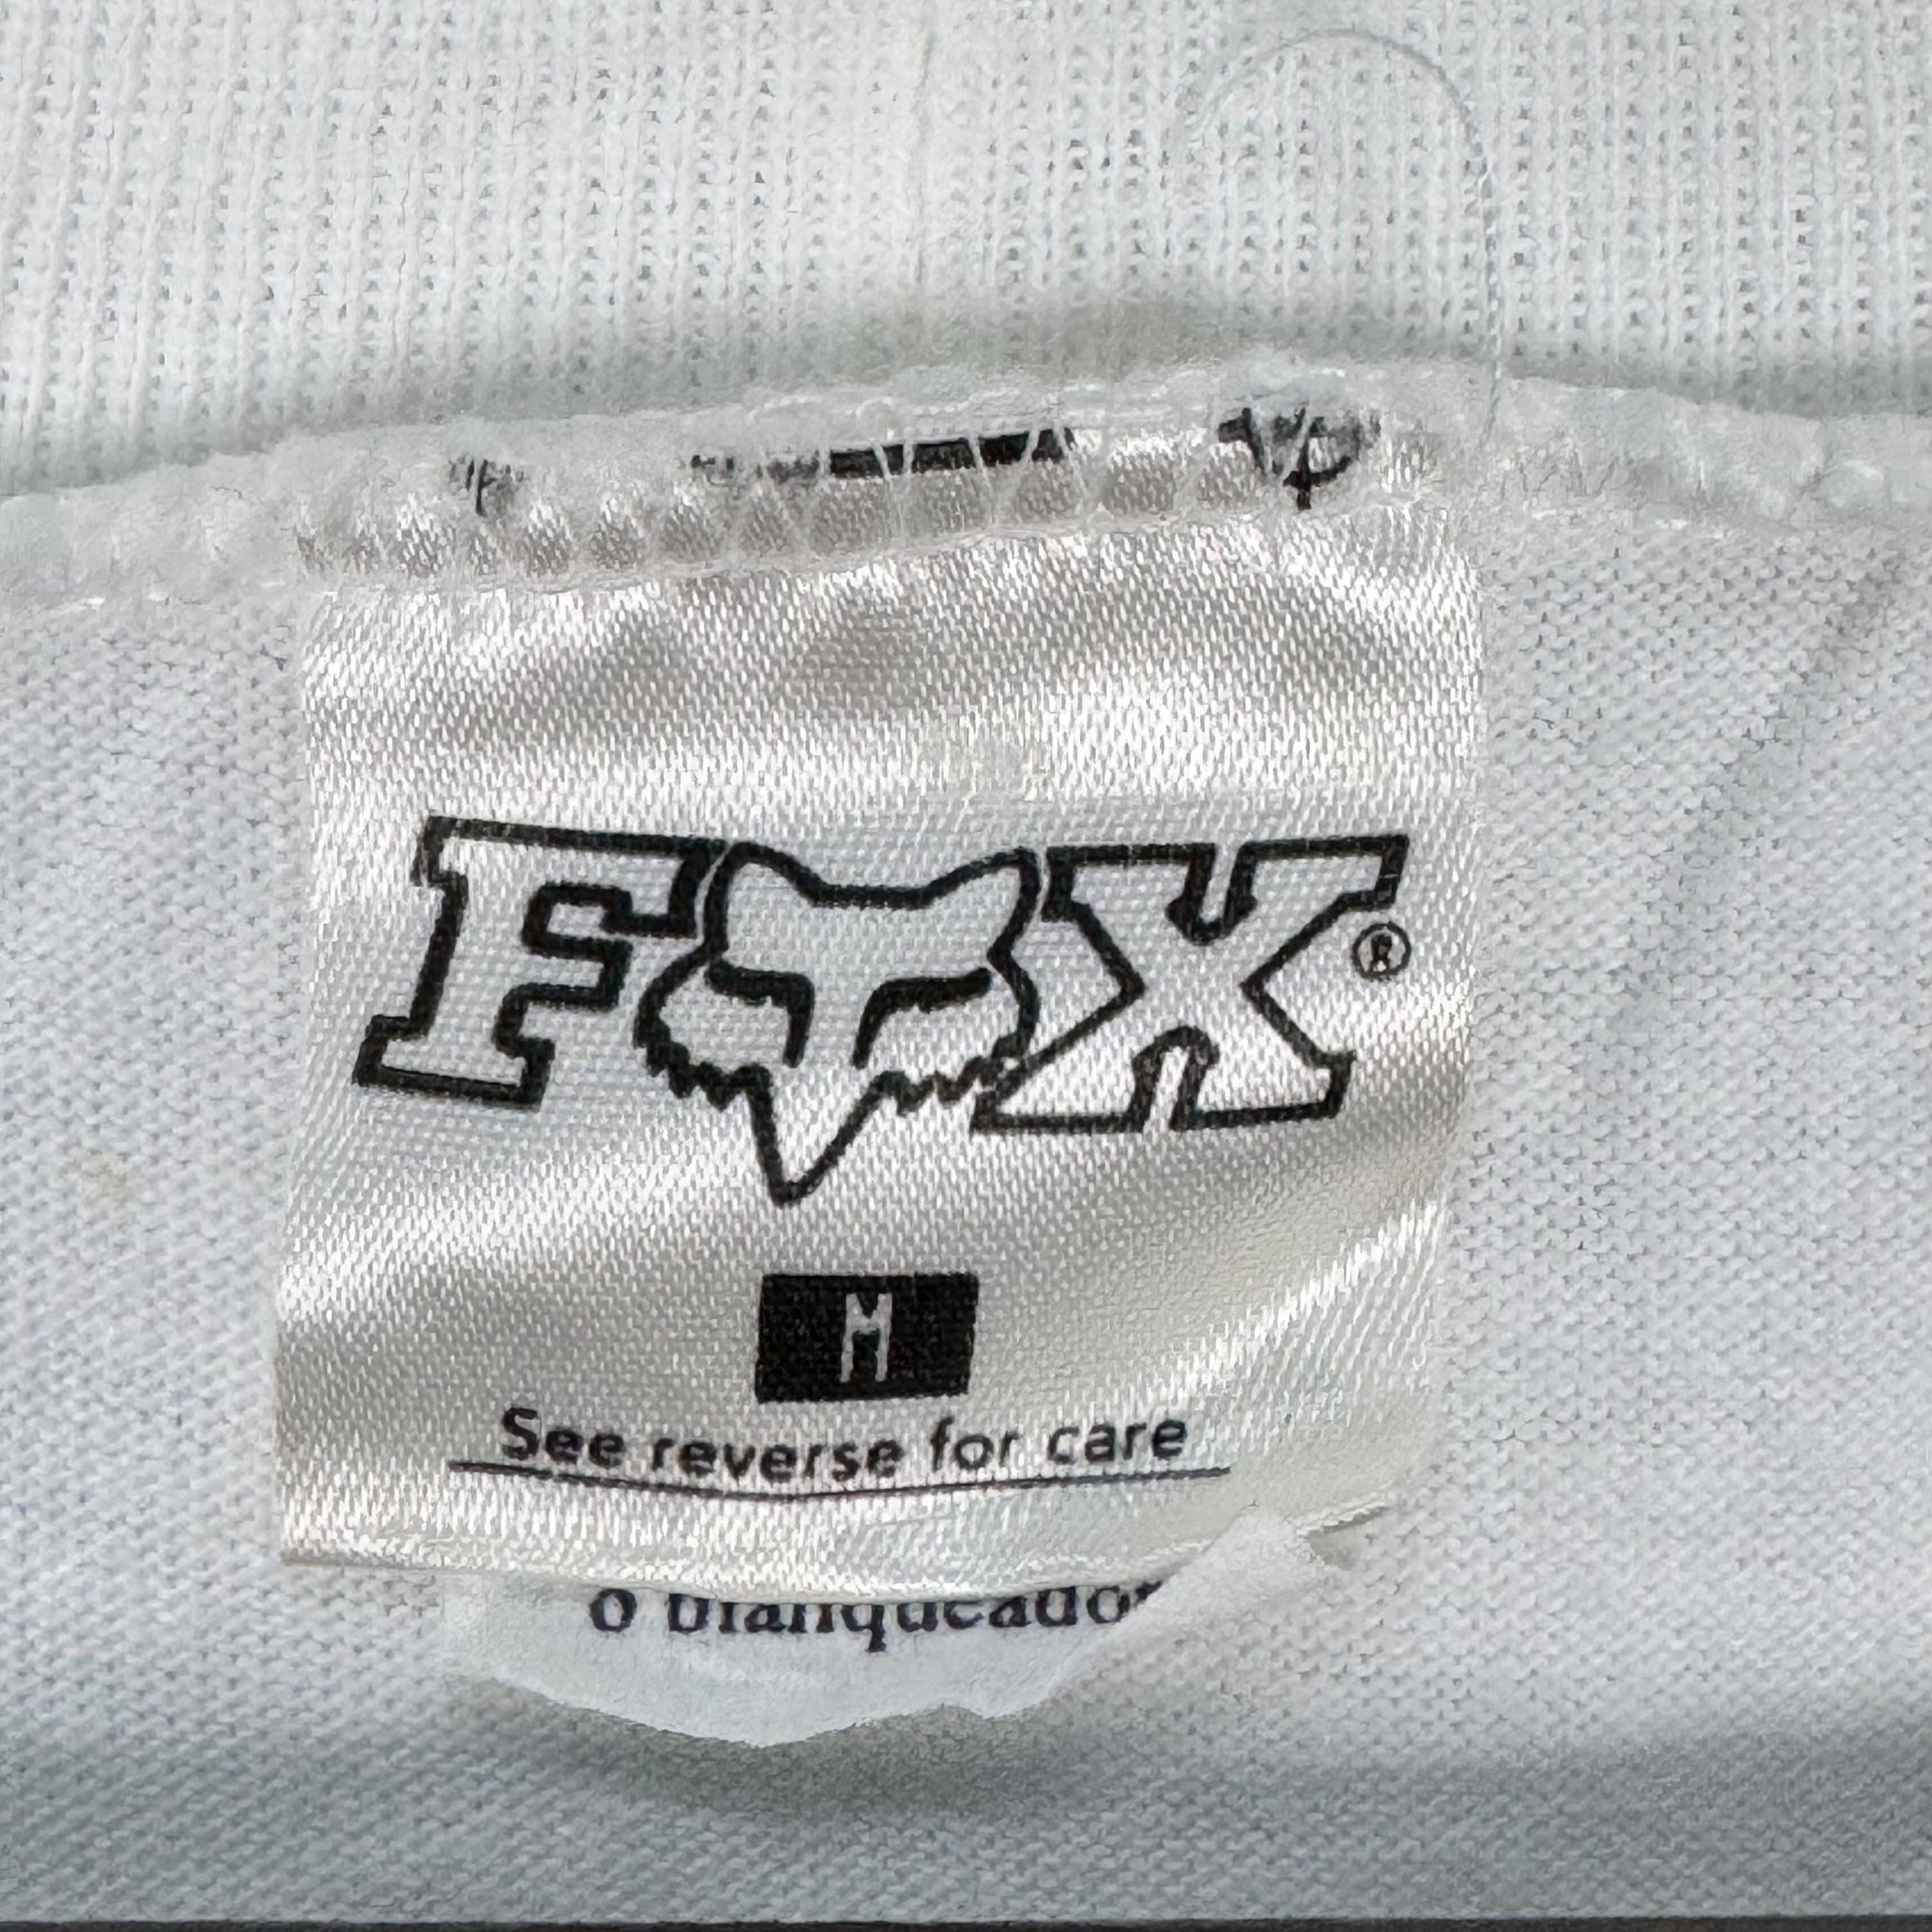 FOX®
M
See reverse for care
o blanqueador